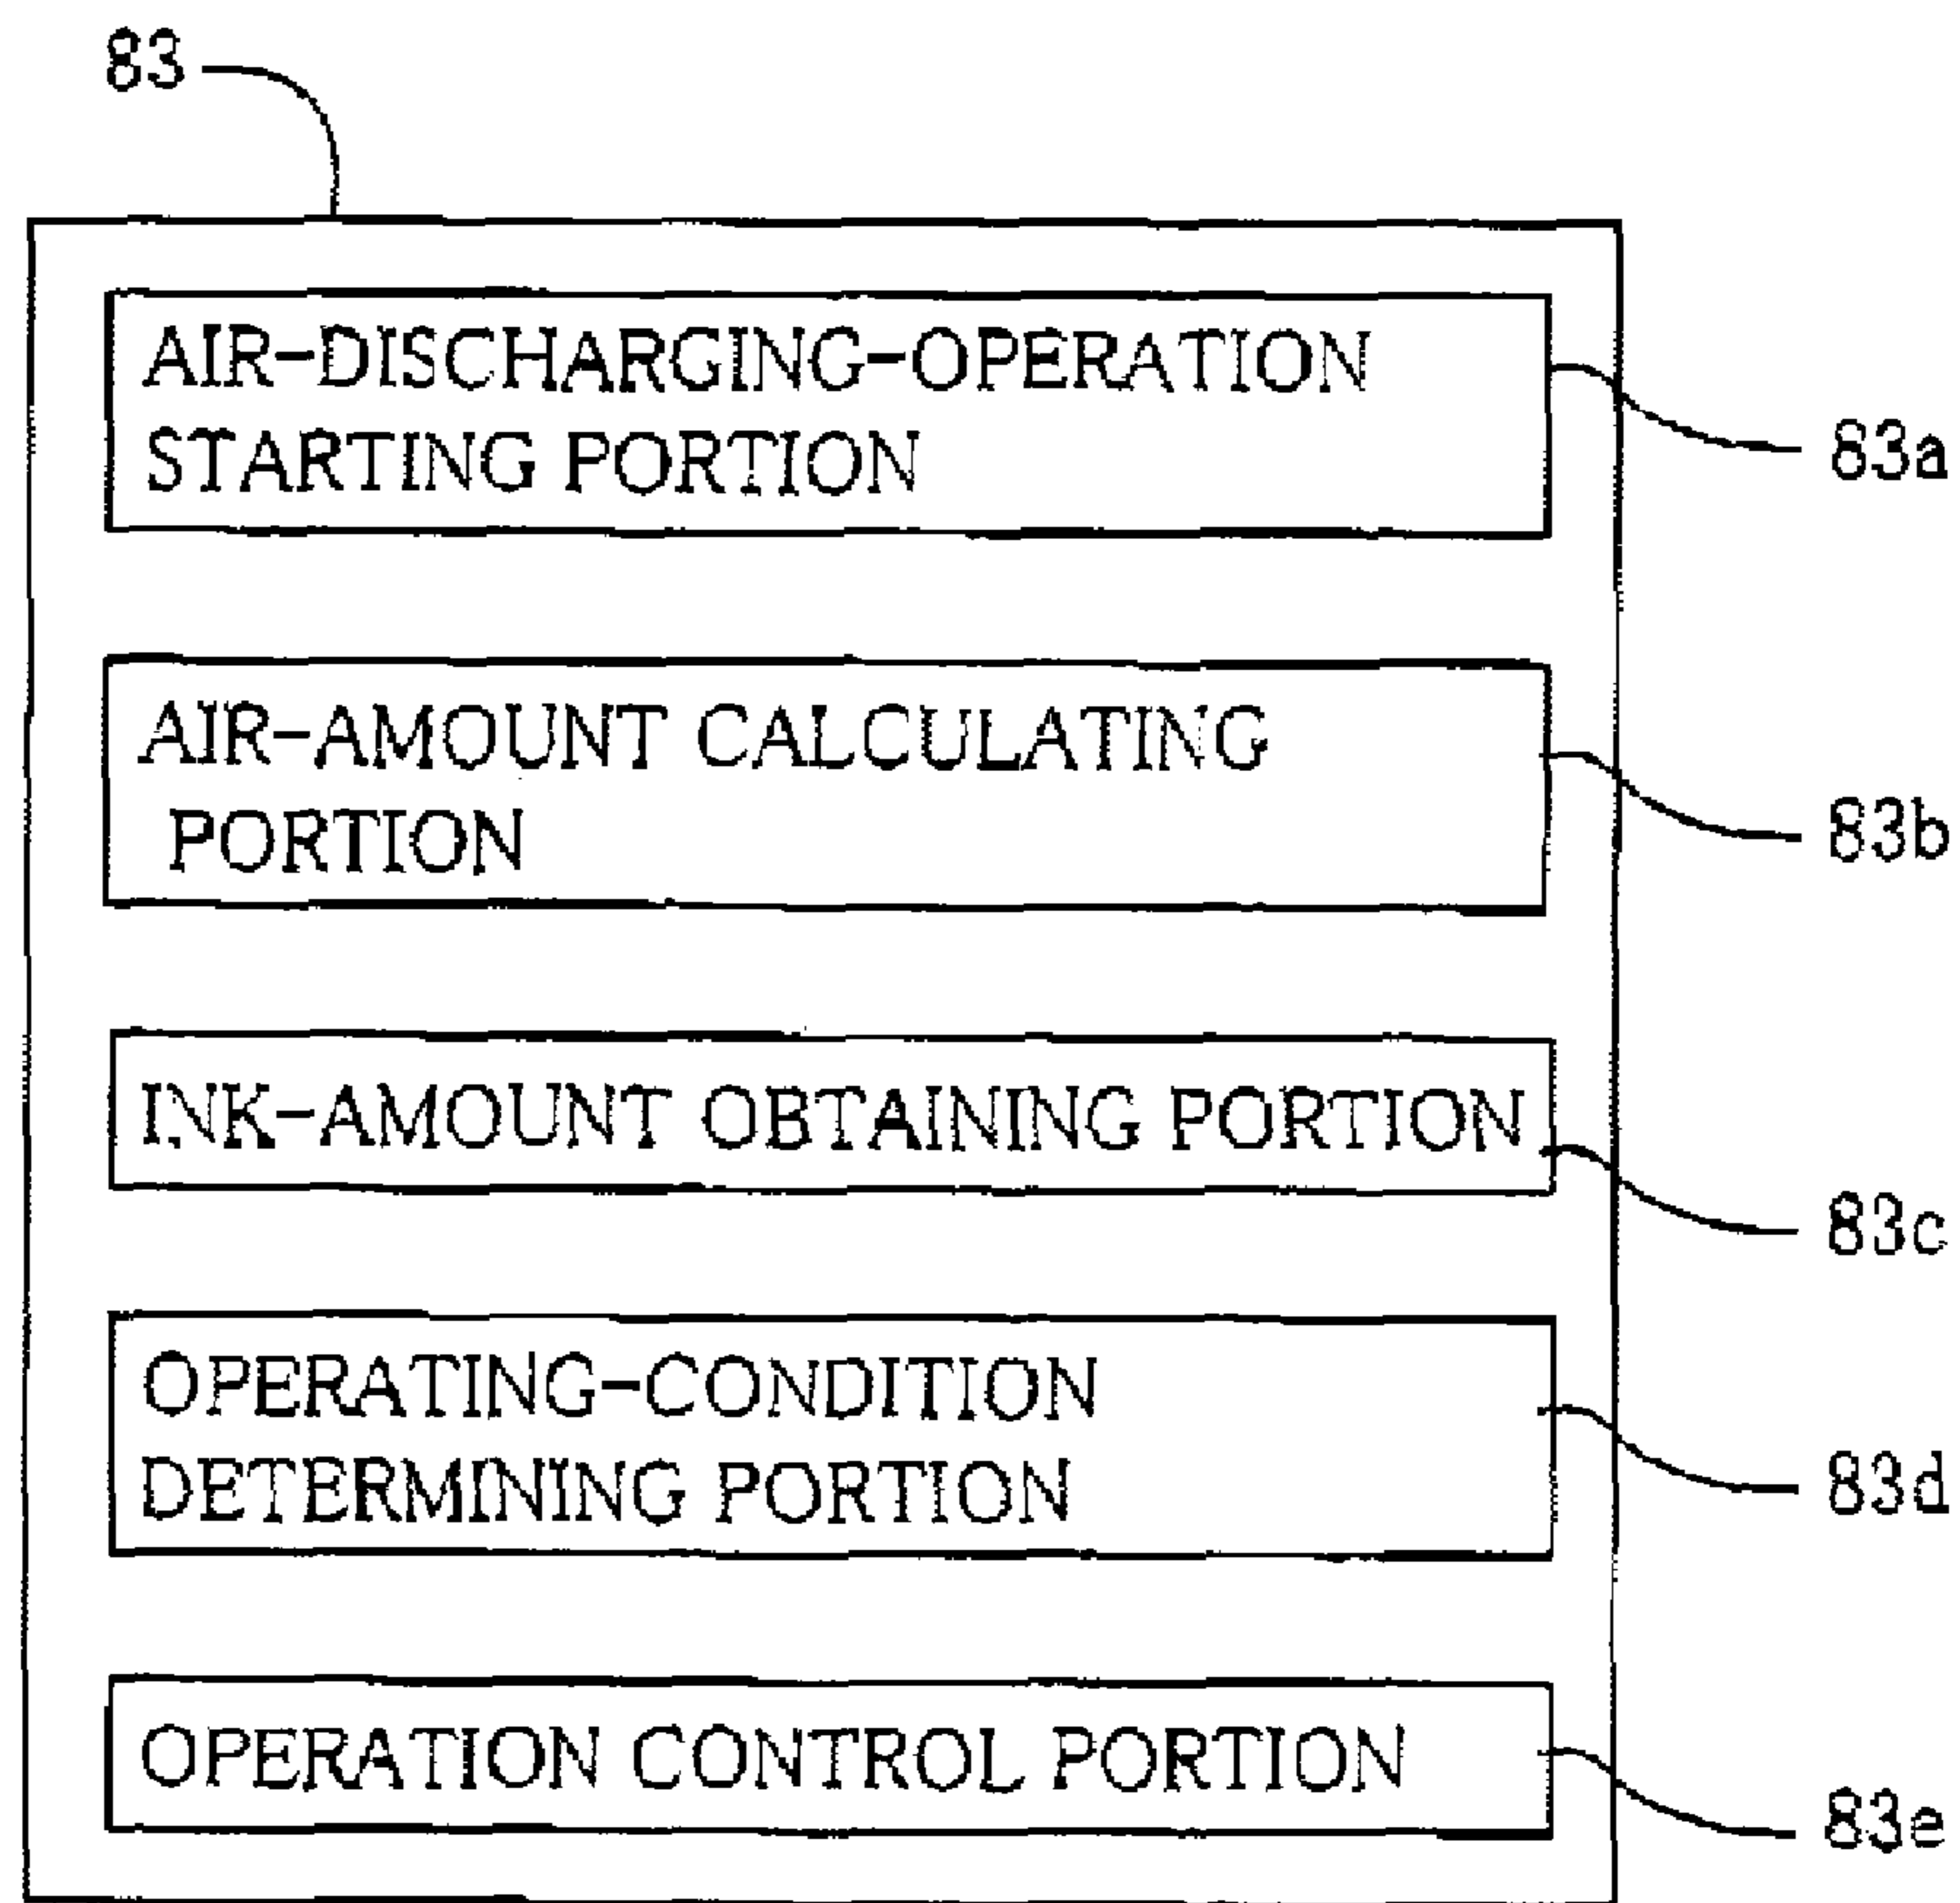 83
AIR-DISCHARGING-OPERATION
STARTING PORTION
83a
AIR-AMOUNT CALCULATING
PORTION
83b
INK-AMOUNT OBTAINING PORTION
83c
OPERATING-CONDITION
DETERMINING PORTION
83d
OPERATION CONTROL PORTION
83e